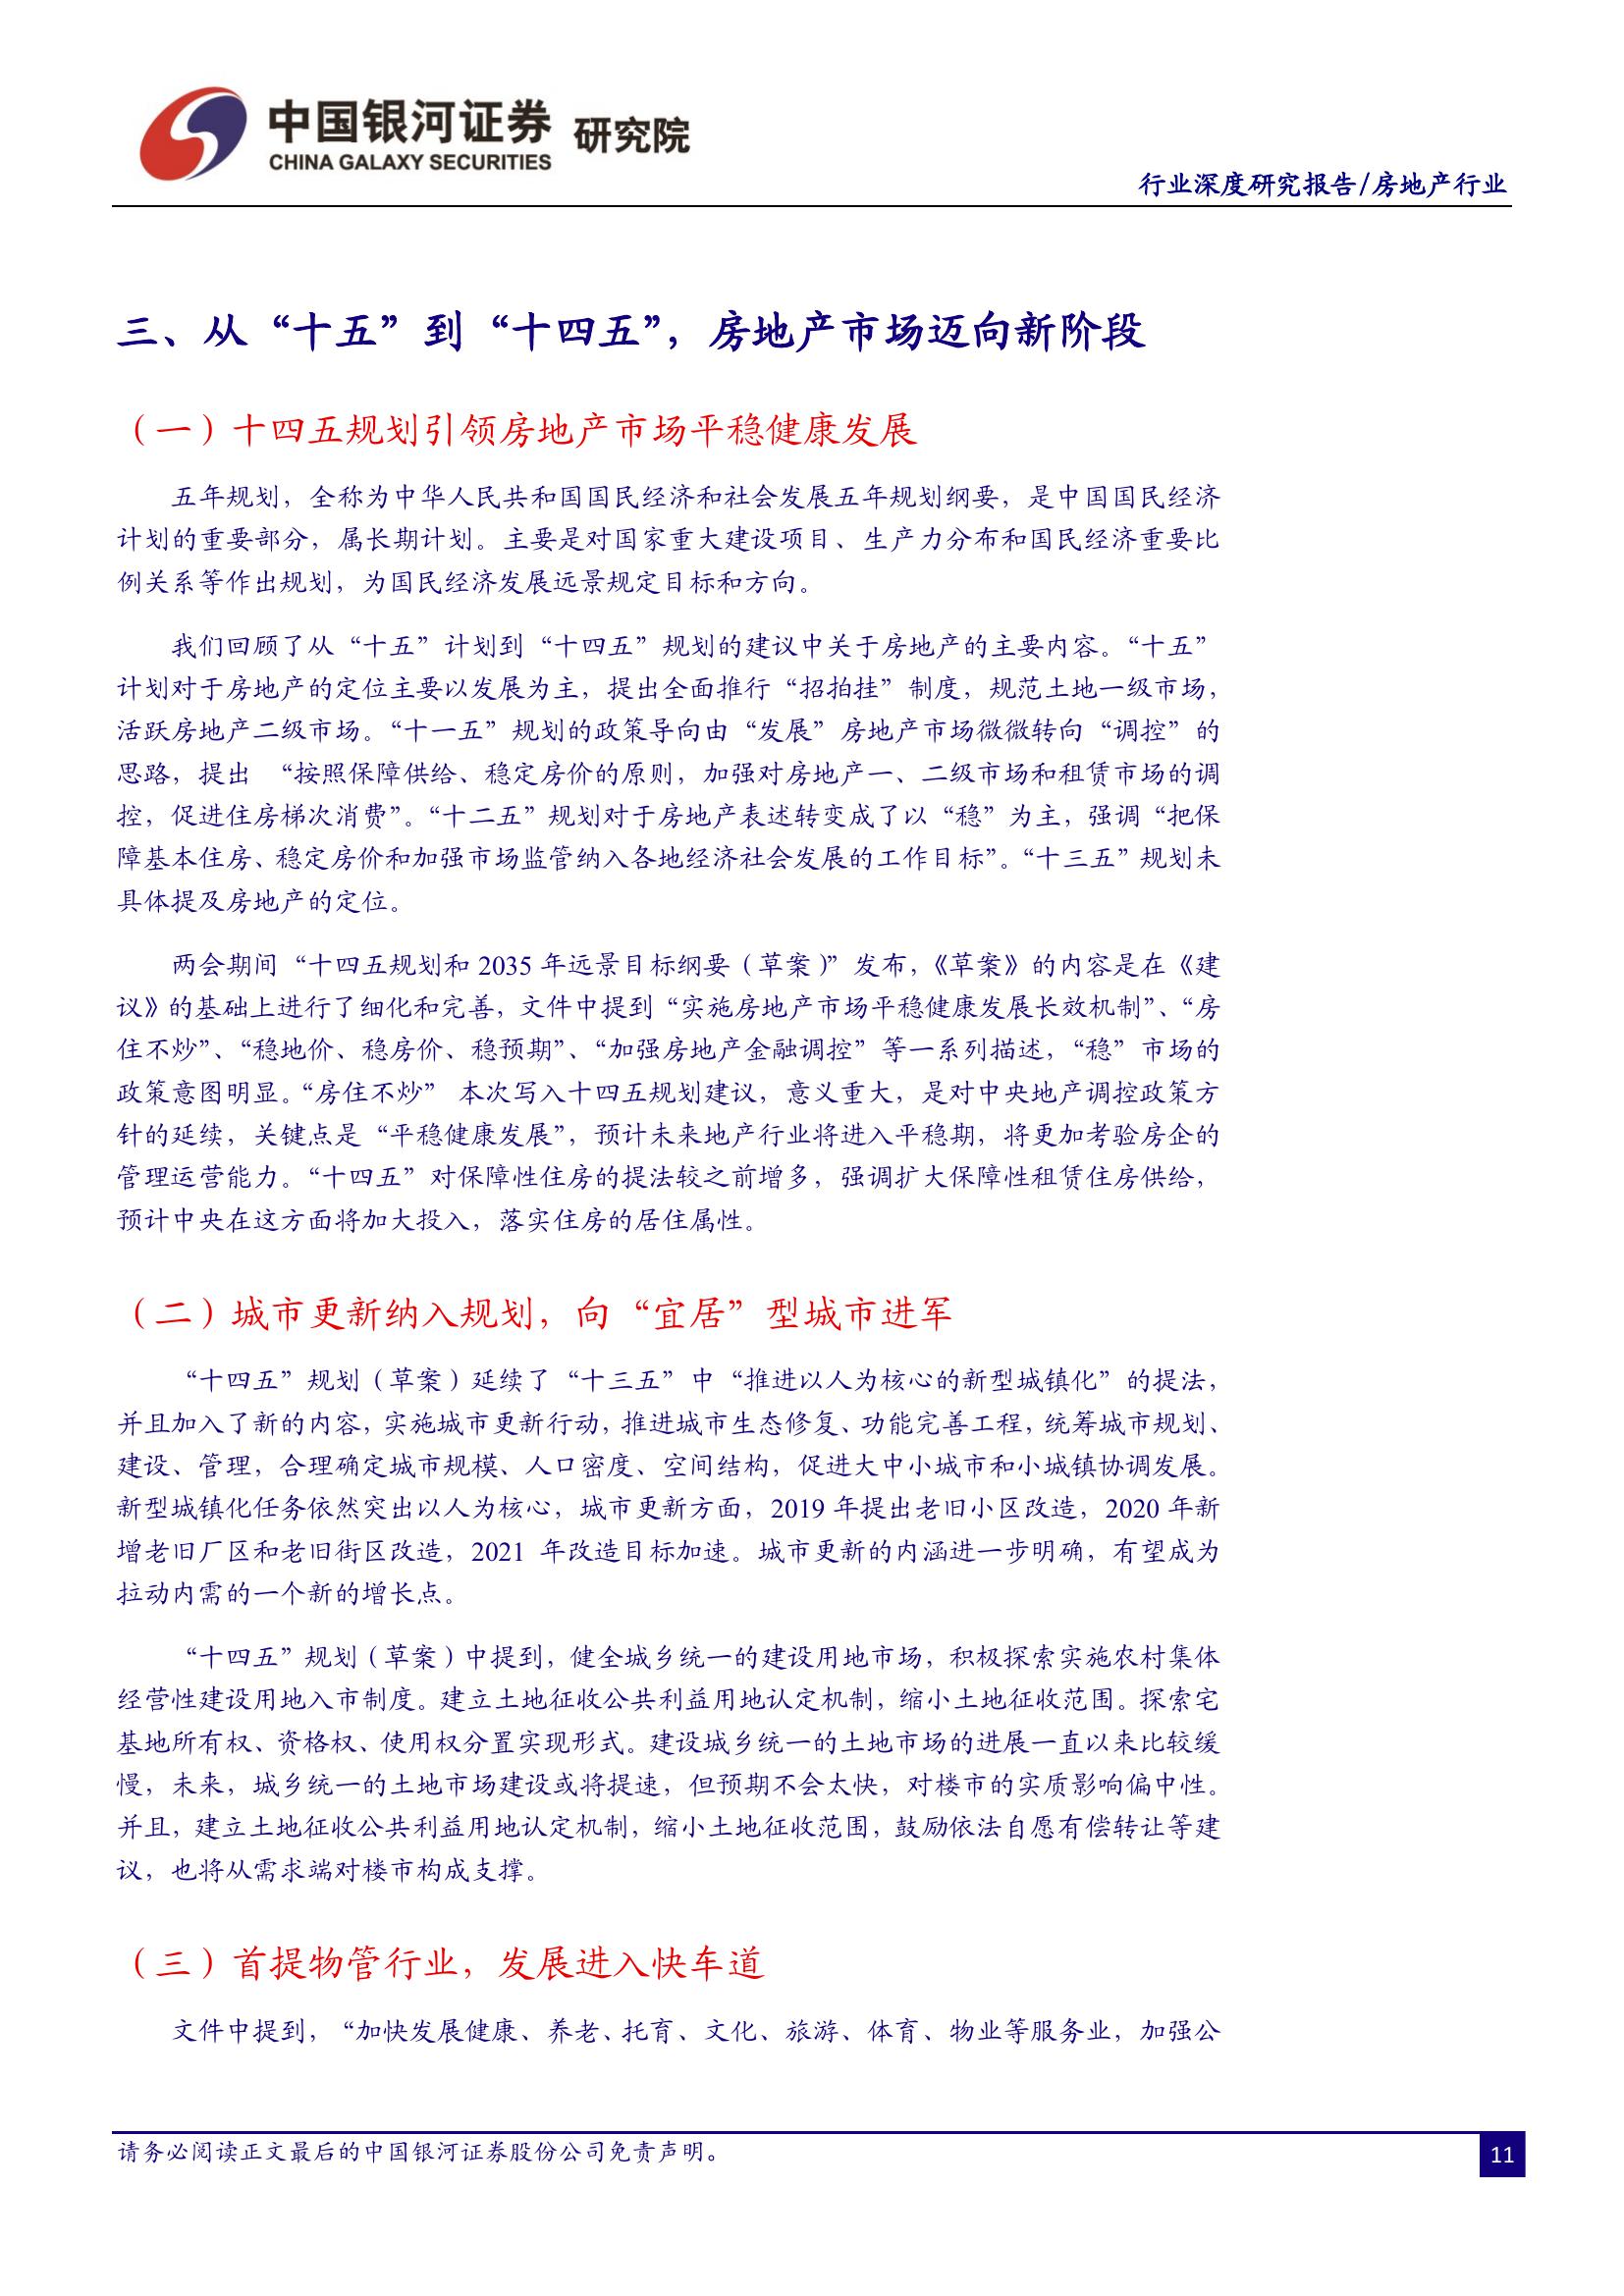 中国银河证券 研究院
CHINA GALAXY SECURITIES
行业深度研究报告/房地产行业
三、从“十五”到“十四五”，房地产市场迈向新阶段
（一）十四五规划引领房地产市场平稳健康发展
五年规划，全称为中华人民共和国国民经济和社会发展五年规划纲要，是中国国民经济
计划的重要部分，属长期计划。主要是对国家重大建设项目、生产力分布和国民经济重要比
例关系等作出规划，为国民经济发展远景规定目标和方向。
我们回顾了从“十五”计划到“十四五”规划的建议中关于房地产的主要内容。“十五”
计划对于房地产的定位主要以发展为主，提出全面推行“招拍挂”制度，规范土地一级市场，
活跃房地产二级市场。“十一五”规划的政策导向由“发展”房地产市场微微转向“调控”的
思路，提出 “按照保障供给、稳定房价的原则，加强对房地产一、二级市场和租赁市场的调
控，促进住房梯次消费”。“十二五”规划对于房地产表述转变成了以“稳”为主，强调“把保
障基本住房、稳定房价和加强市场监管纳入各地经济社会发展的工作目标”。“十三五”规划未
具体提及房地产的定位。
两会期间“十四五规划和 2035 年远景目标纲要（草案）”发布，《草案》的内容是在《建
议》的基础上进行了细化和完善，文件中提到“实施房地产市场平稳健康发展长效机制”、“房
住不炒”、“稳地价、稳房价、稳预期”、“加强房地产金融调控”等一系列描述，“稳”市场的
政策意图明显。“房住不炒” 本次写入十四五规划建议，意义重大，是对中央地产调控政策方
针的延续，关键点是“平稳健康发展”，预计未来地产行业将进入平稳期，将更加考验房企的
管理运营能力。“十四五”对保障性住房的提法较之前增多，强调扩大保障性租赁住房供给，
预计中央在这方面将加大投入，落实住房的居住属性。
（二）城市更新纳入规划，向“宜居”型城市进军
“十四五”规划（草案）延续了“十三五”中“推进以人为核心的新型城镇化”的提法，
并且加入了新的内容，实施城市更新行动，推进城市生态修复、功能完善工程，统筹城市规划、
建设、管理，合理确定城市规模、人口密度、空间结构，促进大中小城市和小城镇协调发展。
新型城镇化任务依然突出以人为核心，城市更新方面，2019 年提出老旧小区改造，2020 年新
增老旧厂区和老旧街区改造，2021 年改造目标加速。城市更新的内涵进一步明确，有望成为
拉动内需的一个新的增长点。
“十四五”规划（草案）中提到，健全城乡统一的建设用地市场，积极探索实施农村集体
经营性建设用地入市制度。建立土地征收公共利益用地认定机制，缩小土地征收范围。探索宅
基地所有权、资格权、使用权分置实现形式。建设城乡统一的土地市场的进展一直以来比较缓
慢，未来，城乡统一的土地市场建设或将提速，但预期不会太快，对楼市的实质影响偏中性。
并且，建立土地征收公共利益用地认定机制，缩小土地征收范围，鼓励依法自愿有偿转让等建
议，也将从需求端对楼市构成支撑。
（三）首提物管行业，发展进入快车道
文件中提到，“加快发展健康、养老、托育、文化、旅游、体育、物业等服务业，加强公
请务必阅读正文最后的中国银河证券股份公司免责声明。
11